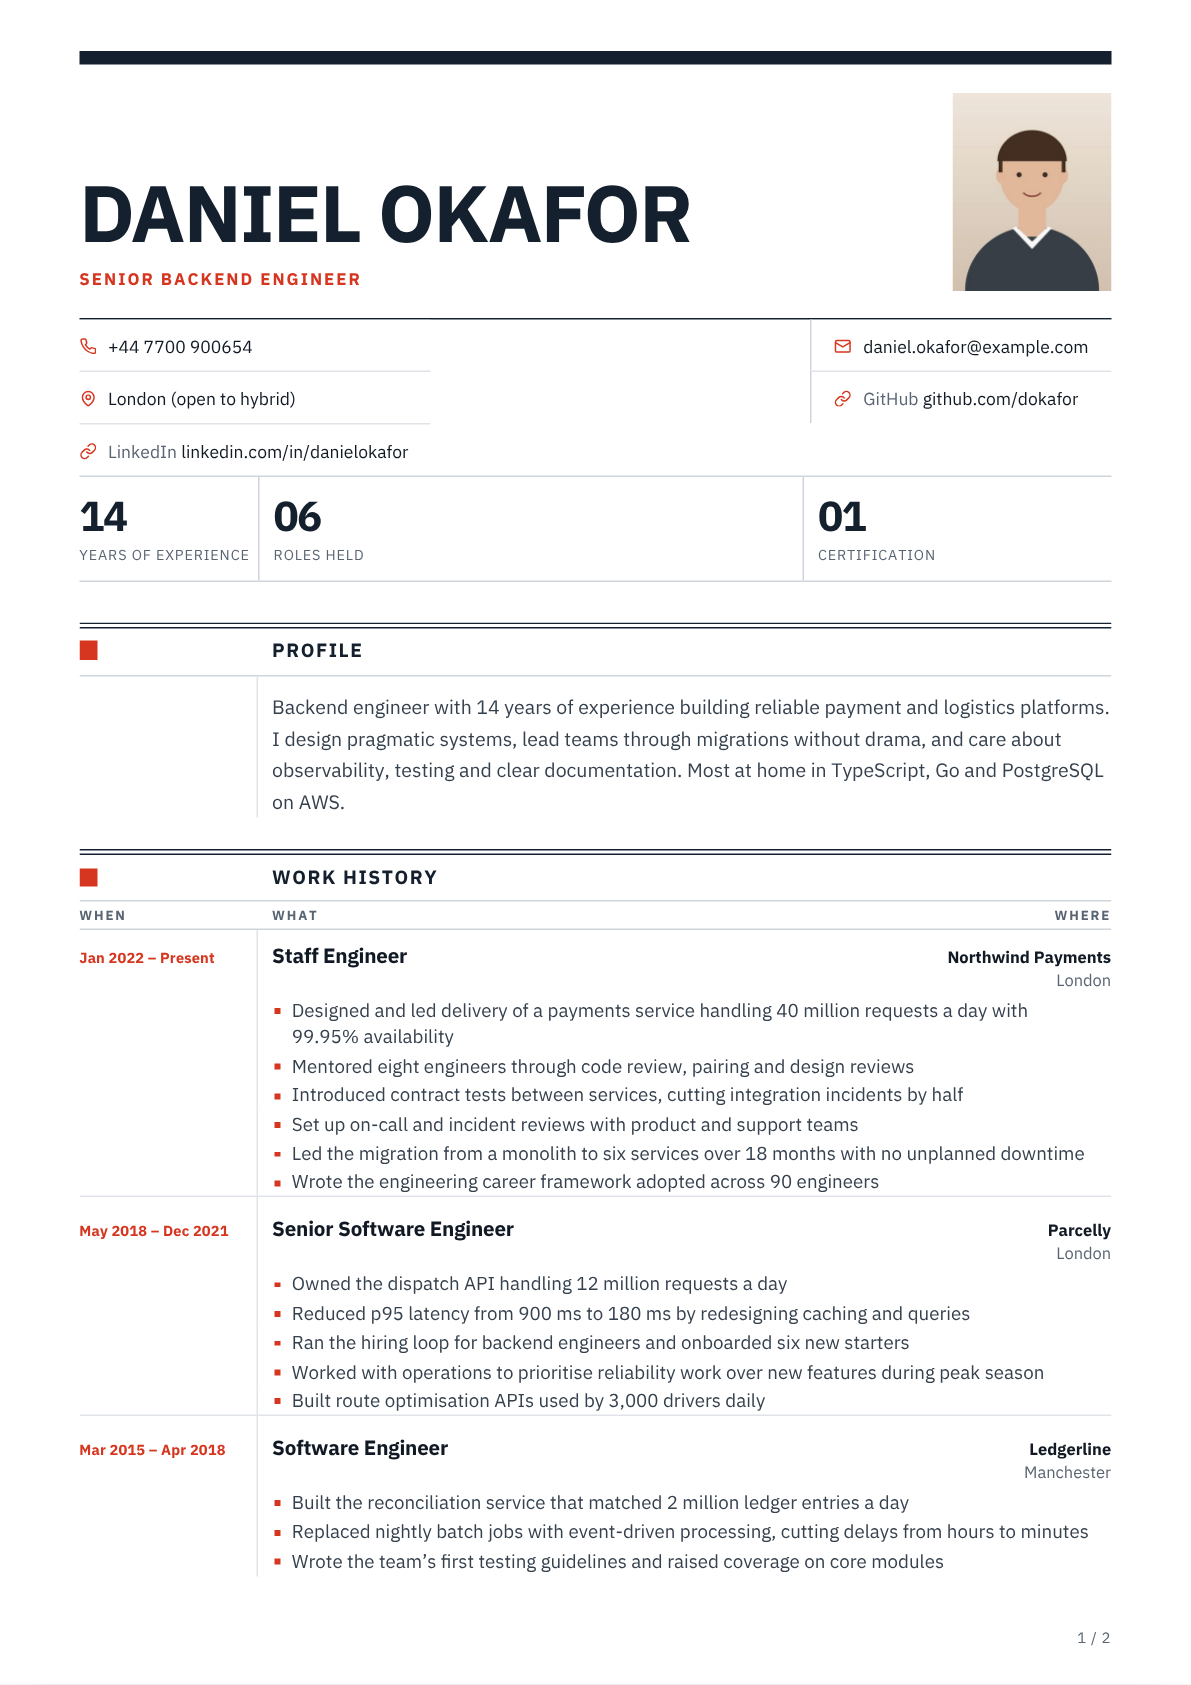 DANIEL OKAFOR
SENIOR BACKEND ENGINEER
+44 7700 900654
daniel.okafor@example.com
London (open to hybrid)
GitHub github.com/dokafor
LinkedIn linkedin.com/in/danielokafor
14
YEARS OF EXPERIENCE
06
ROLES HELD
01
CERTIFICATION
PROFILE
Backend engineer with 14 years of experience building reliable payment and logistics platforms.
I design pragmatic systems, lead teams through migrations without drama, and care about
observability, testing and clear documentation. Most at home in TypeScript, Go and PostgreSQL
on AWS.
WORK HISTORY
WHEN WHAT WHERE
Jan 2022 – Present Staff Engineer Northwind Payments
London
Designed and led delivery of a payments service handling 40 million requests a day with
99.95% availability
Mentored eight engineers through code review, pairing and design reviews
Introduced contract tests between services, cutting integration incidents by half
Set up on-call and incident reviews with product and support teams
Led the migration from a monolith to six services over 18 months with no unplanned downtime
Wrote the engineering career framework adopted across 90 engineers
May 2018 – Dec 2021 Senior Software Engineer Parcelly
London
Owned the dispatch API handling 12 million requests a day
Reduced p95 latency from 900 ms to 180 ms by redesigning caching and queries
Ran the hiring loop for backend engineers and onboarded six new starters
Worked with operations to prioritise reliability work over new features during peak season
Built route optimisation APIs used by 3,000 drivers daily
Mar 2015 – Apr 2018 Software Engineer Ledgerline
Manchester
Built the reconciliation service that matched 2 million ledger entries a day
Replaced nightly batch jobs with event-driven processing, cutting delays from hours to minutes
Wrote the team’s first testing guidelines and raised coverage on core modules
1 / 2